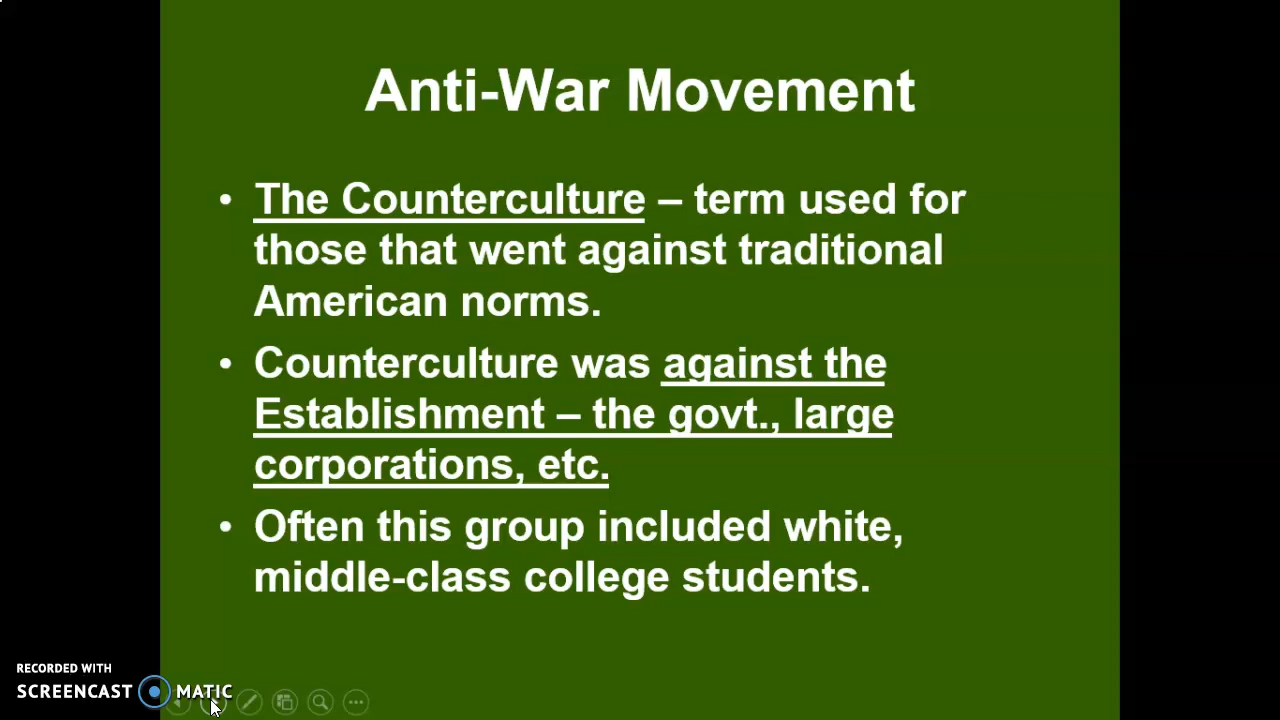 Anti-War Movement
• The Counterculture – term used for
those that went against traditional
American norms.
• Counterculture was against the
Establishment – the govt., large
corporations, etc.
• Often this group included white,
middle-class college students.
RECORDED WITH
SCREENCAST MATIC